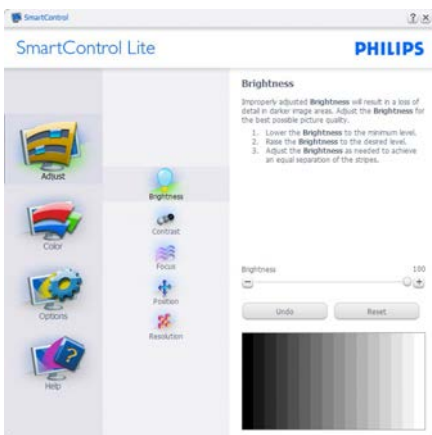 SmartControl
SmartControl Lite
PHILIPS
Adjust
Color
Options
Help
Brightness
Contrast
Focus
Position
Resolution
Brightness
Improperly adjusted Brightness will result in a loss of
detail in darker image areas. Adjust the Brightness for
the best possible picture quality.
1. Lower the Brightness to the minimum level.
2. Raise the Brightness to the desired level.
3. Adjust the Brightness as needed to achieve
an equal separation of the stripes.
Brightness 100
Undo Reset